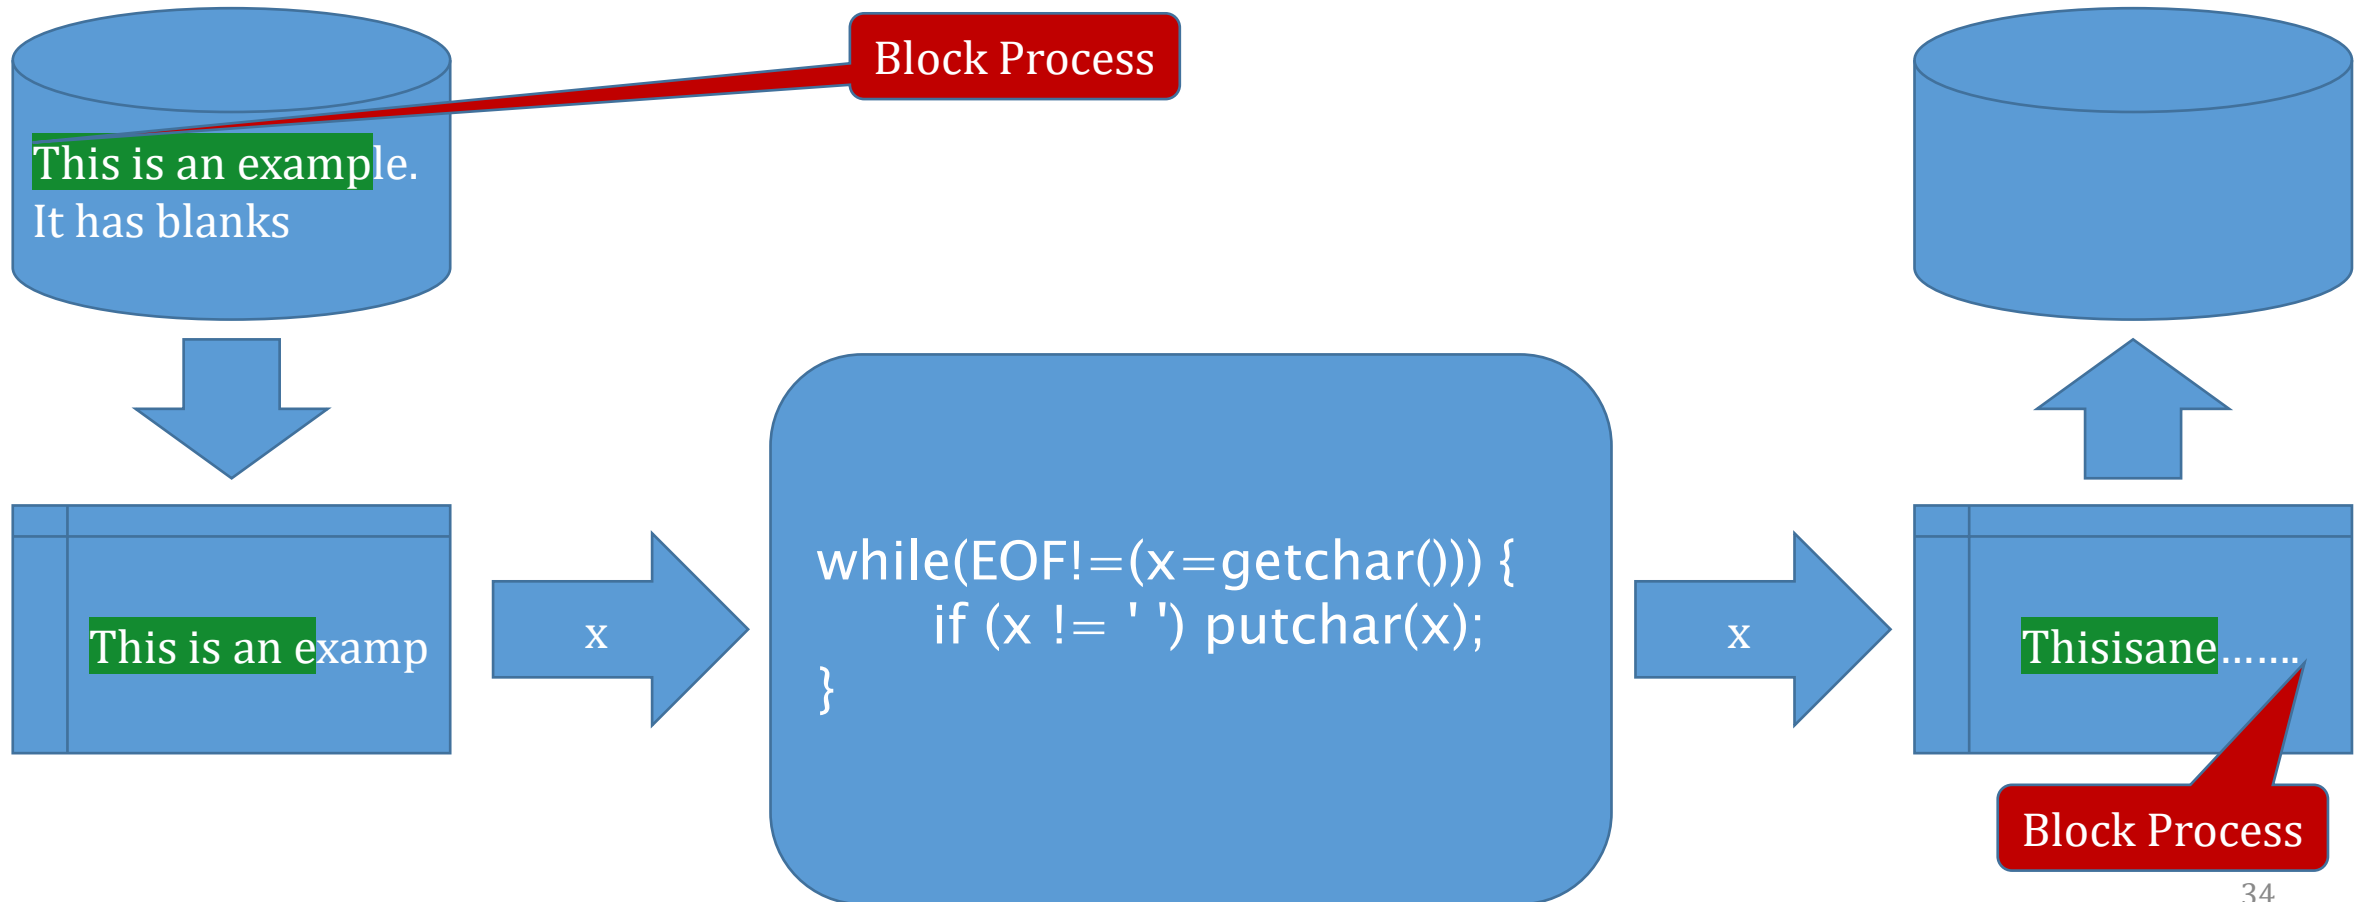 Block Process
This is an example.
It has blanks
while(EOF!=(x=getchar())) {
if (x != ' ') putchar(x);
}
This is an examp
x
x
Thisisane…….
Block Process
34